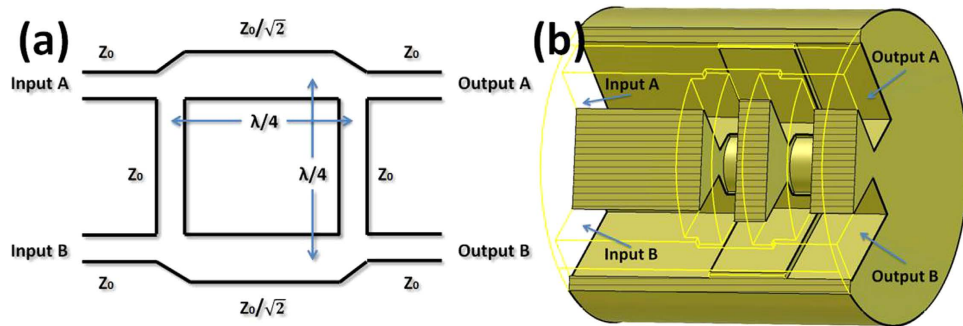 (a)
Z₀/√2
Z₀
Z₀
Input A
Output A
λ/4
Z₀
λ/4
Z₀
Input B
Output B
Z₀
Z₀
Z₀/√2
(b)
Input A
Output A
Input B
Output B